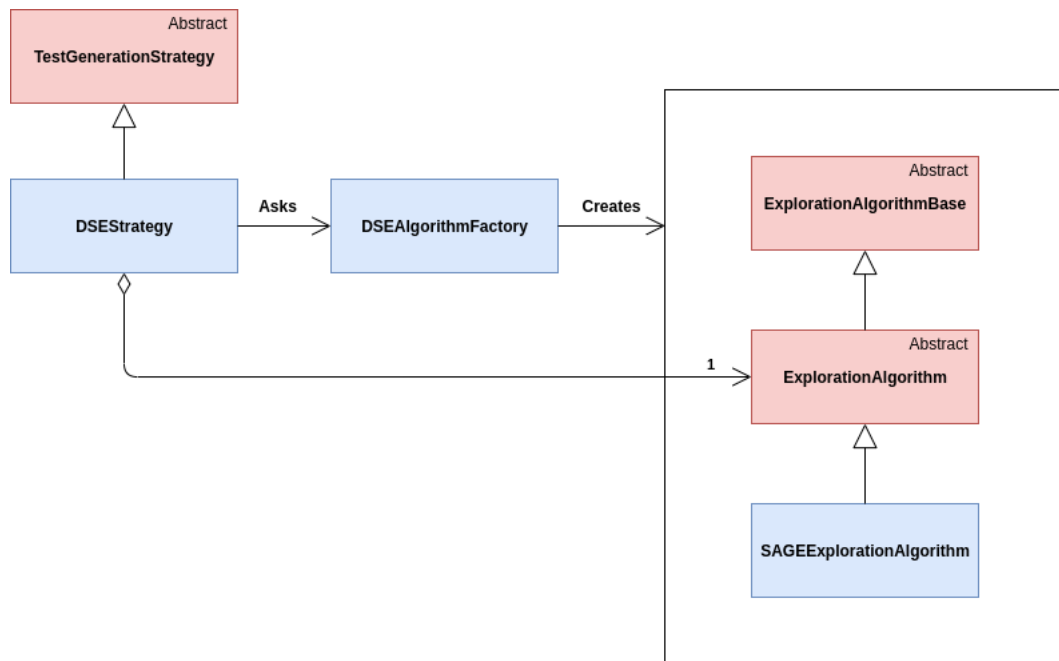 Abstract
TestGenerationStrategy
DSEStrategy
Asks
DSEAlgorithmFactory
Creates
Abstract
ExplorationAlgorithmBase
1
Abstract
ExplorationAlgorithm
SAGEExplorationAlgorithm